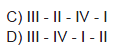 C) III - II - IV - I
D) III - IV - I - II